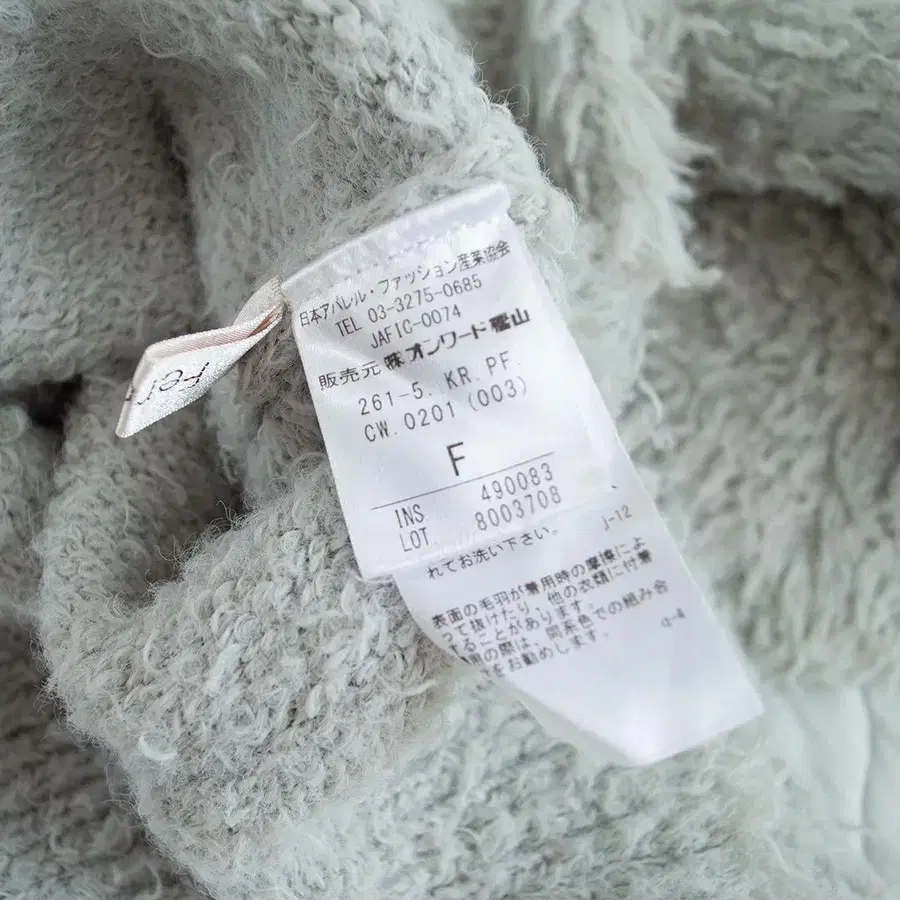 日本アパレル・ファッション産業協会
TEL 03-3275-0685
JAFIC-0074
販売元 ㈱オンワード樫山
261-5. KR. PF.
CW. 0201 (003)
F
INS 490083
LOT. 8003708
れてお洗い下さい。 j-12
表面の毛羽が着用時の摩擦によ
って抜けたり、他の衣類に付着
することがあります。
用の際は、同系色での組み合
をお勧めします。 q-4